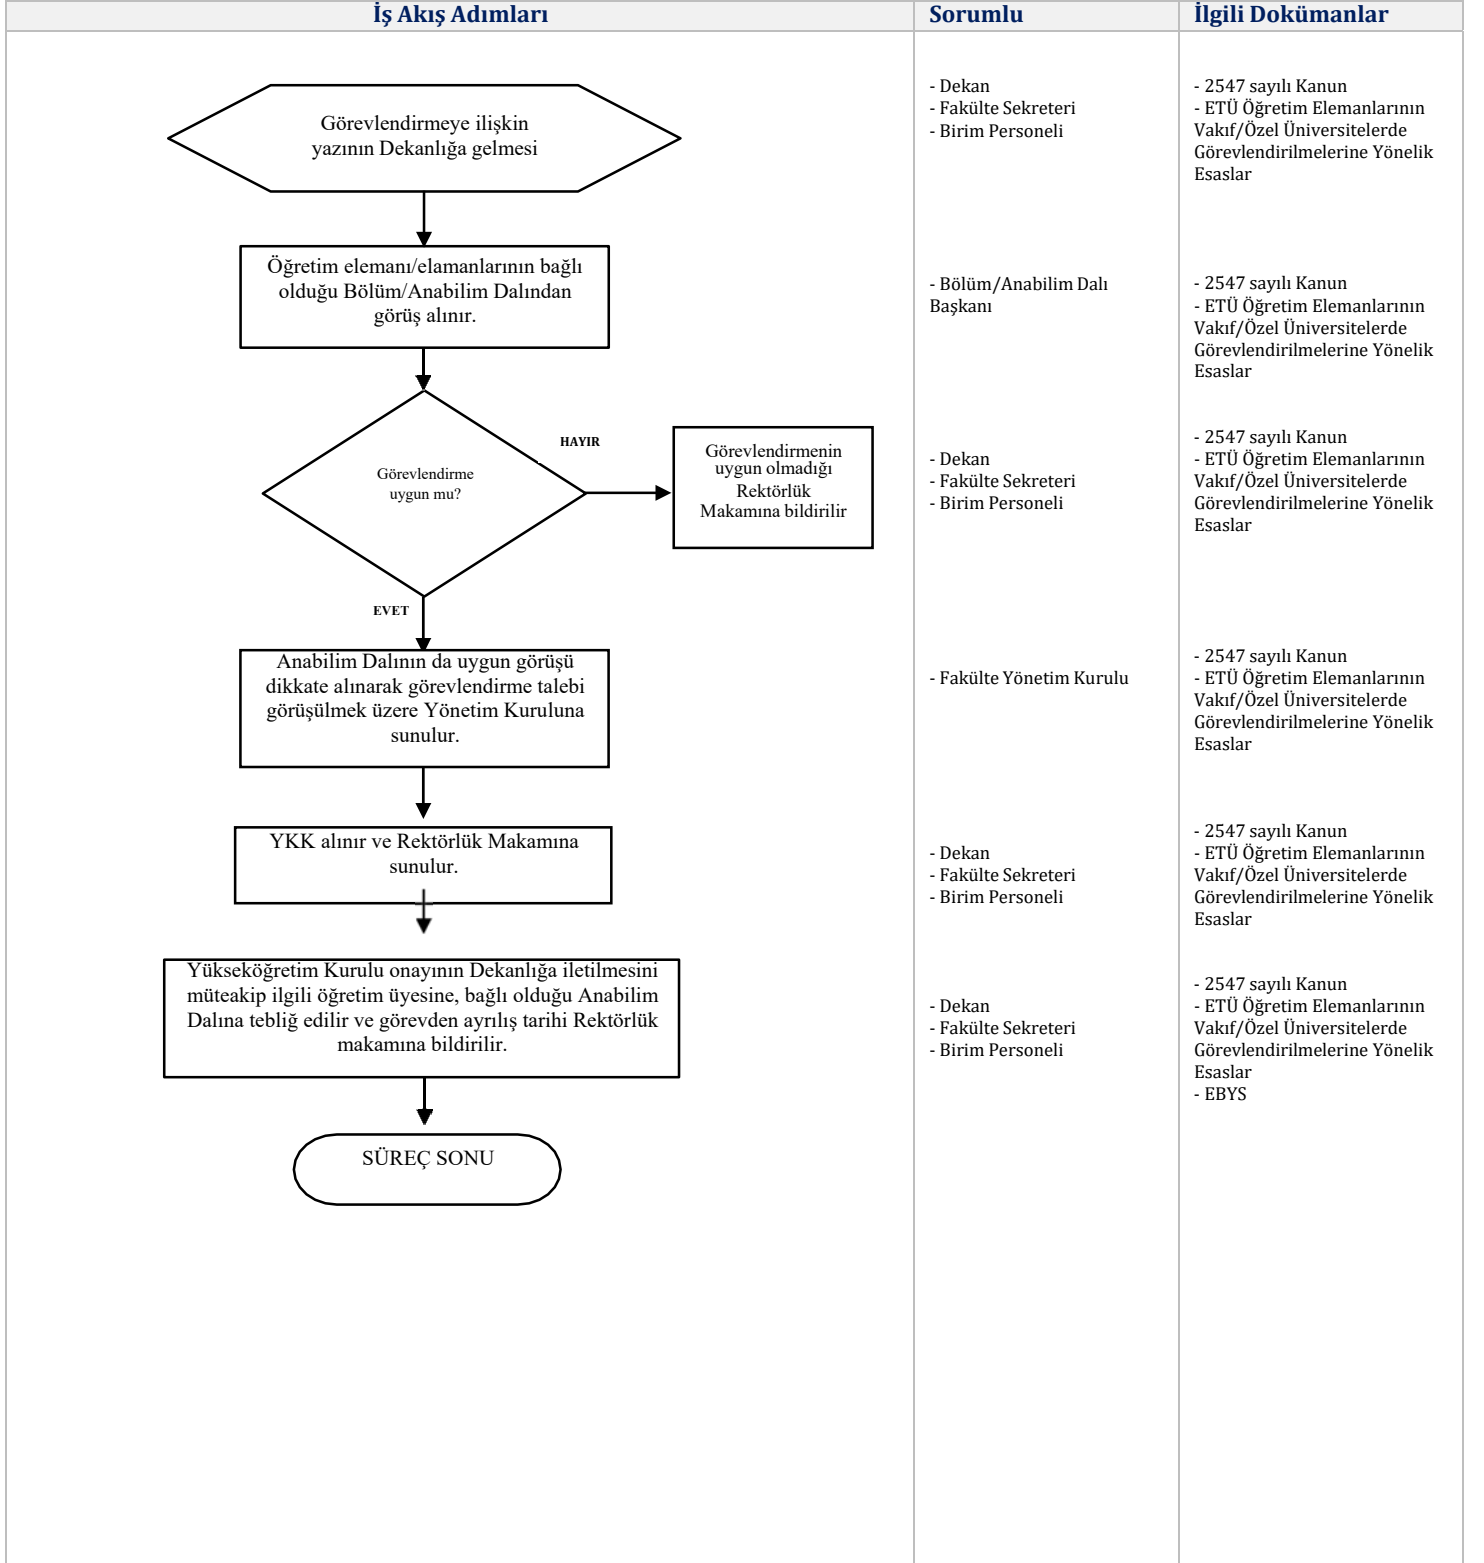 İş Akış Adımları
Sorumlu
İlgili Dokümanlar
Görevlendirmeye ilişkin
yazının Dekanlığa gelmesi
- Dekan
- Fakülte Sekreteri
- Birim Personeli
- 2547 sayılı Kanun
- ETÜ Öğretim Elemanlarının
Vakıf/Özel Üniversitelerde
Görevlendirilmelerine Yönelik
Esaslar
Öğretim elemanı/elamanlarının bağlı
olduğu Bölüm/Anabilim Dalından
görüş alınır.
- Bölüm/Anabilim Dalı
Başkanı
- 2547 sayılı Kanun
- ETÜ Öğretim Elemanlarının
Vakıf/Özel Üniversitelerde
Görevlendirilmelerine Yönelik
Esaslar
Görevlendirme
uygun mu?
HAYIR
Görevlendirmenin
uygun olmadığı
Rektörlük
Makamına bildirilir
- Dekan
- Fakülte Sekreteri
- Birim Personeli
- 2547 sayılı Kanun
- ETÜ Öğretim Elemanlarının
Vakıf/Özel Üniversitelerde
Görevlendirilmelerine Yönelik
Esaslar
EVET
Anabilim Dalının da uygun görüşü
dikkate alınarak görevlendirme talebi
görüşülmek üzere Yönetim Kuruluna
sunulur.
- Fakülte Yönetim Kurulu
- 2547 sayılı Kanun
- ETÜ Öğretim Elemanlarının
Vakıf/Özel Üniversitelerde
Görevlendirilmelerine Yönelik
Esaslar
YKK alınır ve Rektörlük Makamına
sunulur.
- Dekan
- Fakülte Sekreteri
- Birim Personeli
- 2547 sayılı Kanun
- ETÜ Öğretim Elemanlarının
Vakıf/Özel Üniversitelerde
Görevlendirilmelerine Yönelik
Esaslar
Yükseköğretim Kurulu onayının Dekanlığa iletilmesini
müteakip ilgili öğretim üyesine, bağlı olduğu Anabilim
Dalına tebliğ edilir ve görevden ayrılış tarihi Rektörlük
makamına bildirilir.
- Dekan
- Fakülte Sekreteri
- Birim Personeli
- 2547 sayılı Kanun
- ETÜ Öğretim Elemanlarının
Vakıf/Özel Üniversitelerde
Görevlendirilmelerine Yönelik
Esaslar
- EBYS
SÜREÇ SONU